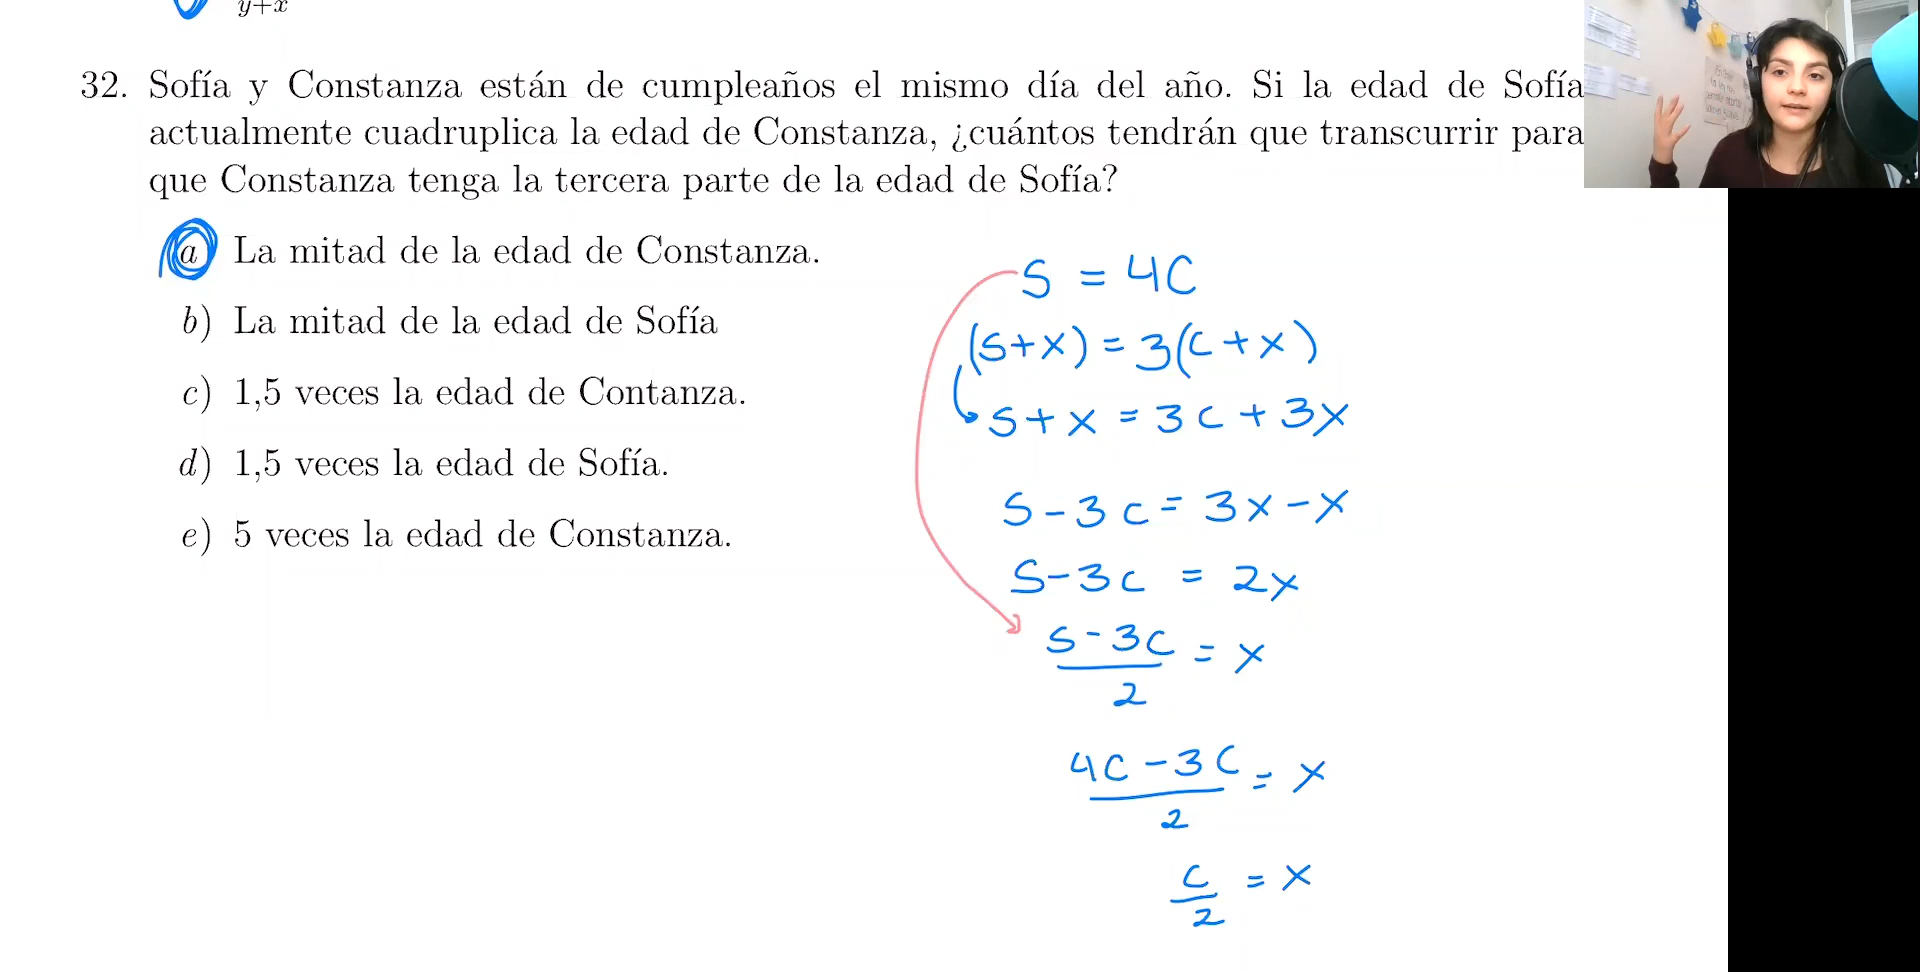 y+x
32. Sofía y Constanza están de cumpleaños el mismo día del año. Si la edad de Sofía
actualmente cuadruplica la edad de Constanza, ¿cuántos tendrán que transcurrir para
que Constanza tenga la tercera parte de la edad de Sofía?
a) La mitad de la edad de Constanza.
b) La mitad de la edad de Sofía
c) 1,5 veces la edad de Contanza.
d) 1,5 veces la edad de Sofía.
e) 5 veces la edad de Constanza.
S = 4C
(S+x) = 3(C+x)
S+x = 3C+3x
S-3C = 3x-x
S-3C = 2x
S-3C / 2 = x
4C-3C / 2 = x
C / 2 = x